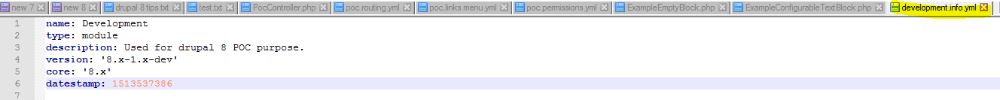 new 7 new 8 drupal 8 tips.txt test.txt PocController.php poc.routing.yml poc.links.menu.yml poc.permissions.yml ExampleEmptyBlock.php ExampleConfigurableTextBlock.php development.info.yml
1 name: Development
2 type: module
3 description: Used for drupal 8 POC purpose.
4 version: '8.x-1.x-dev'
5 core: '8.x'
6 datestamp: 1513537386
7